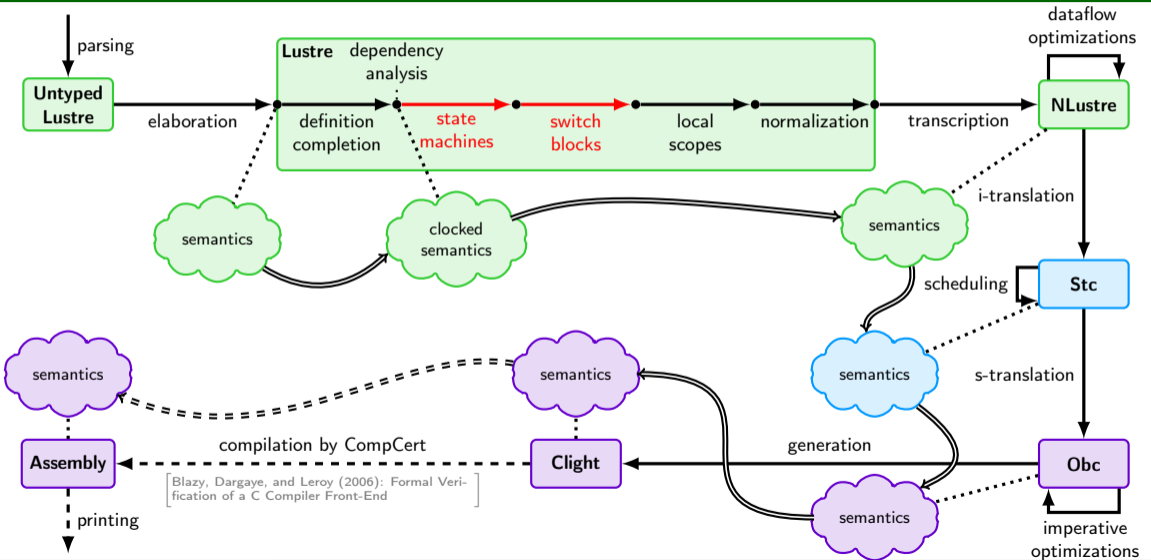 dataflow
optimizations
parsing
Lustre
dependency
analysis
Untyped
Lustre
elaboration
definition
completion
state
machines
switch
blocks
local
scopes
normalization
transcription
NLustre
i-translation
semantics
clocked
semantics
semantics
scheduling
Stc
semantics
semantics
semantics
s-translation
compilation by CompCert
generation
Assembly
Clight
Obc
Blazy, Dargaye, and Leroy (2006): Formal Veri-
fication of a C Compiler Front-End
semantics
printing
imperative
optimizations